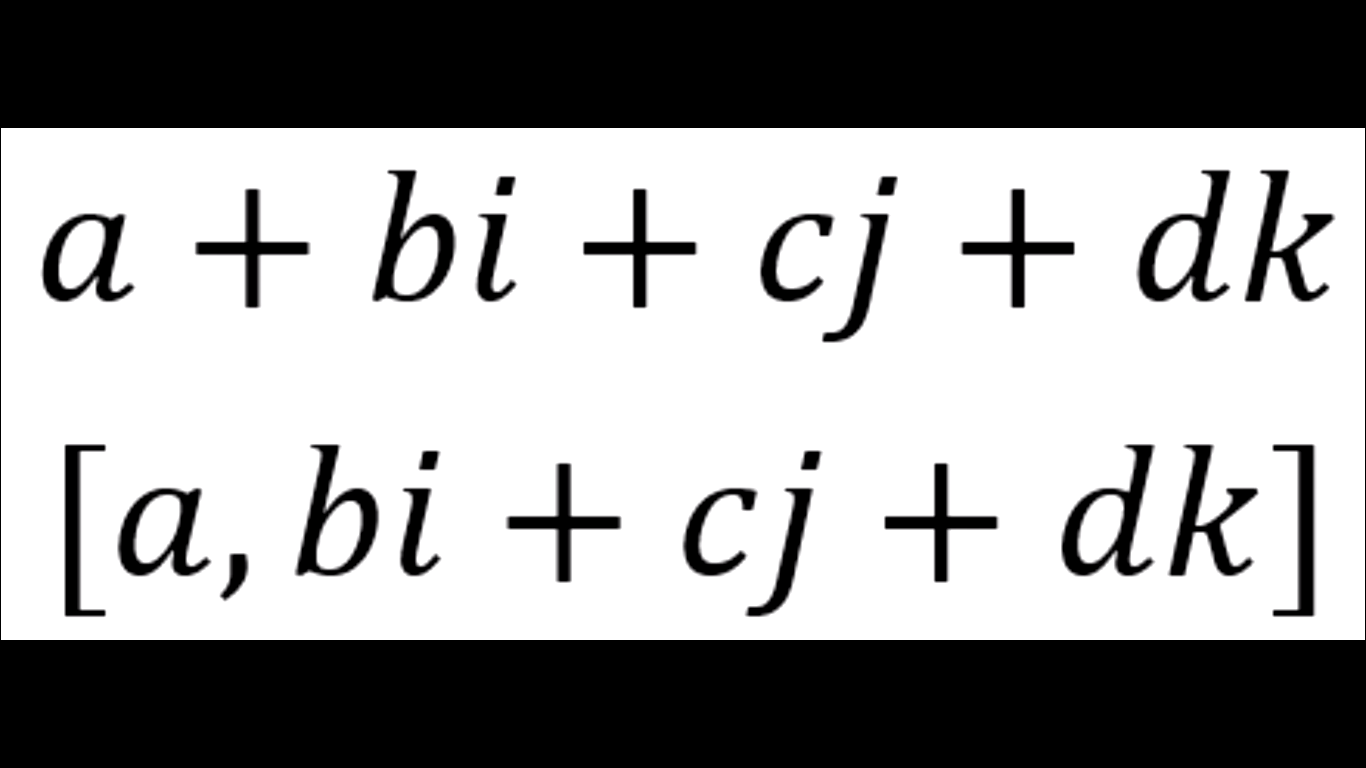 a + bi + cj + dk
[a, bi + cj + dk]